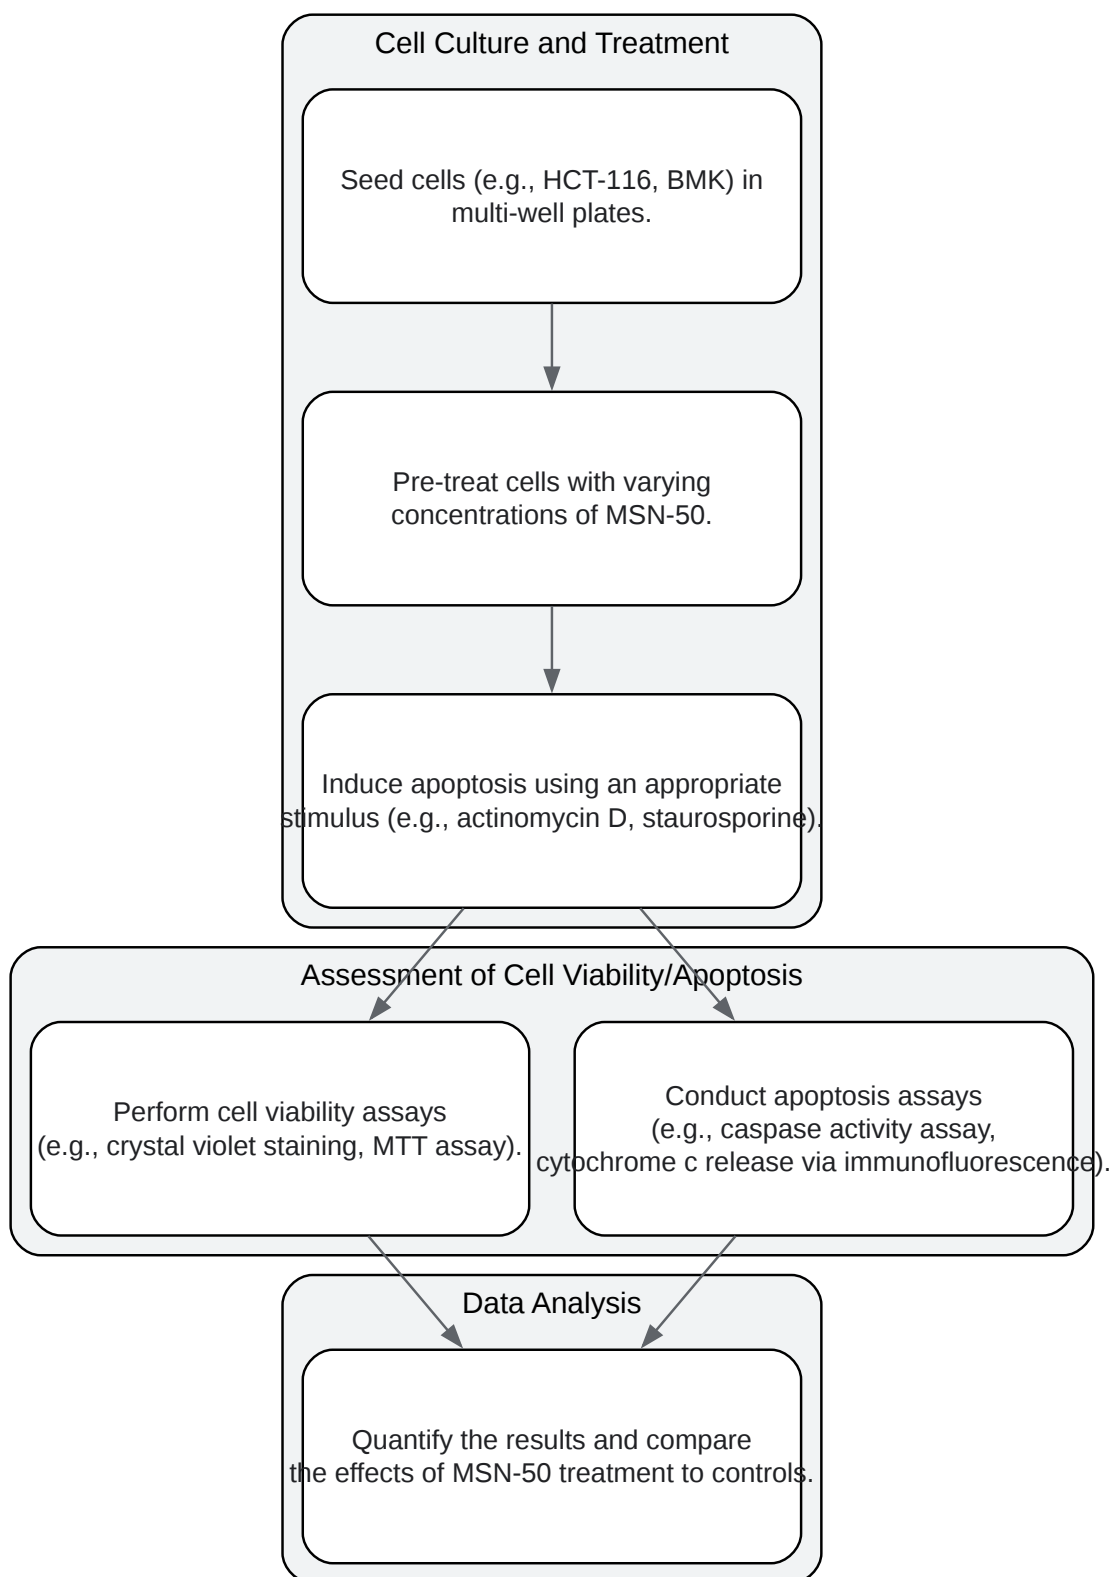 Cell Culture and Treatment
Seed cells (e.g., HCT-116, BMK) in
multi-well plates.
Pre-treat cells with varying
concentrations of MSN-50.
Induce apoptosis using an appropriate
stimulus (e.g., actinomycin D, staurosporine).
Assessment of Cell Viability/Apoptosis
Perform cell viability assays
(e.g., crystal violet staining, MTT assay).
Conduct apoptosis assays
(e.g., caspase activity assay,
cytochrome c release via immunofluorescence).
Data Analysis
Quantify the results and compare
the effects of MSN-50 treatment to controls.